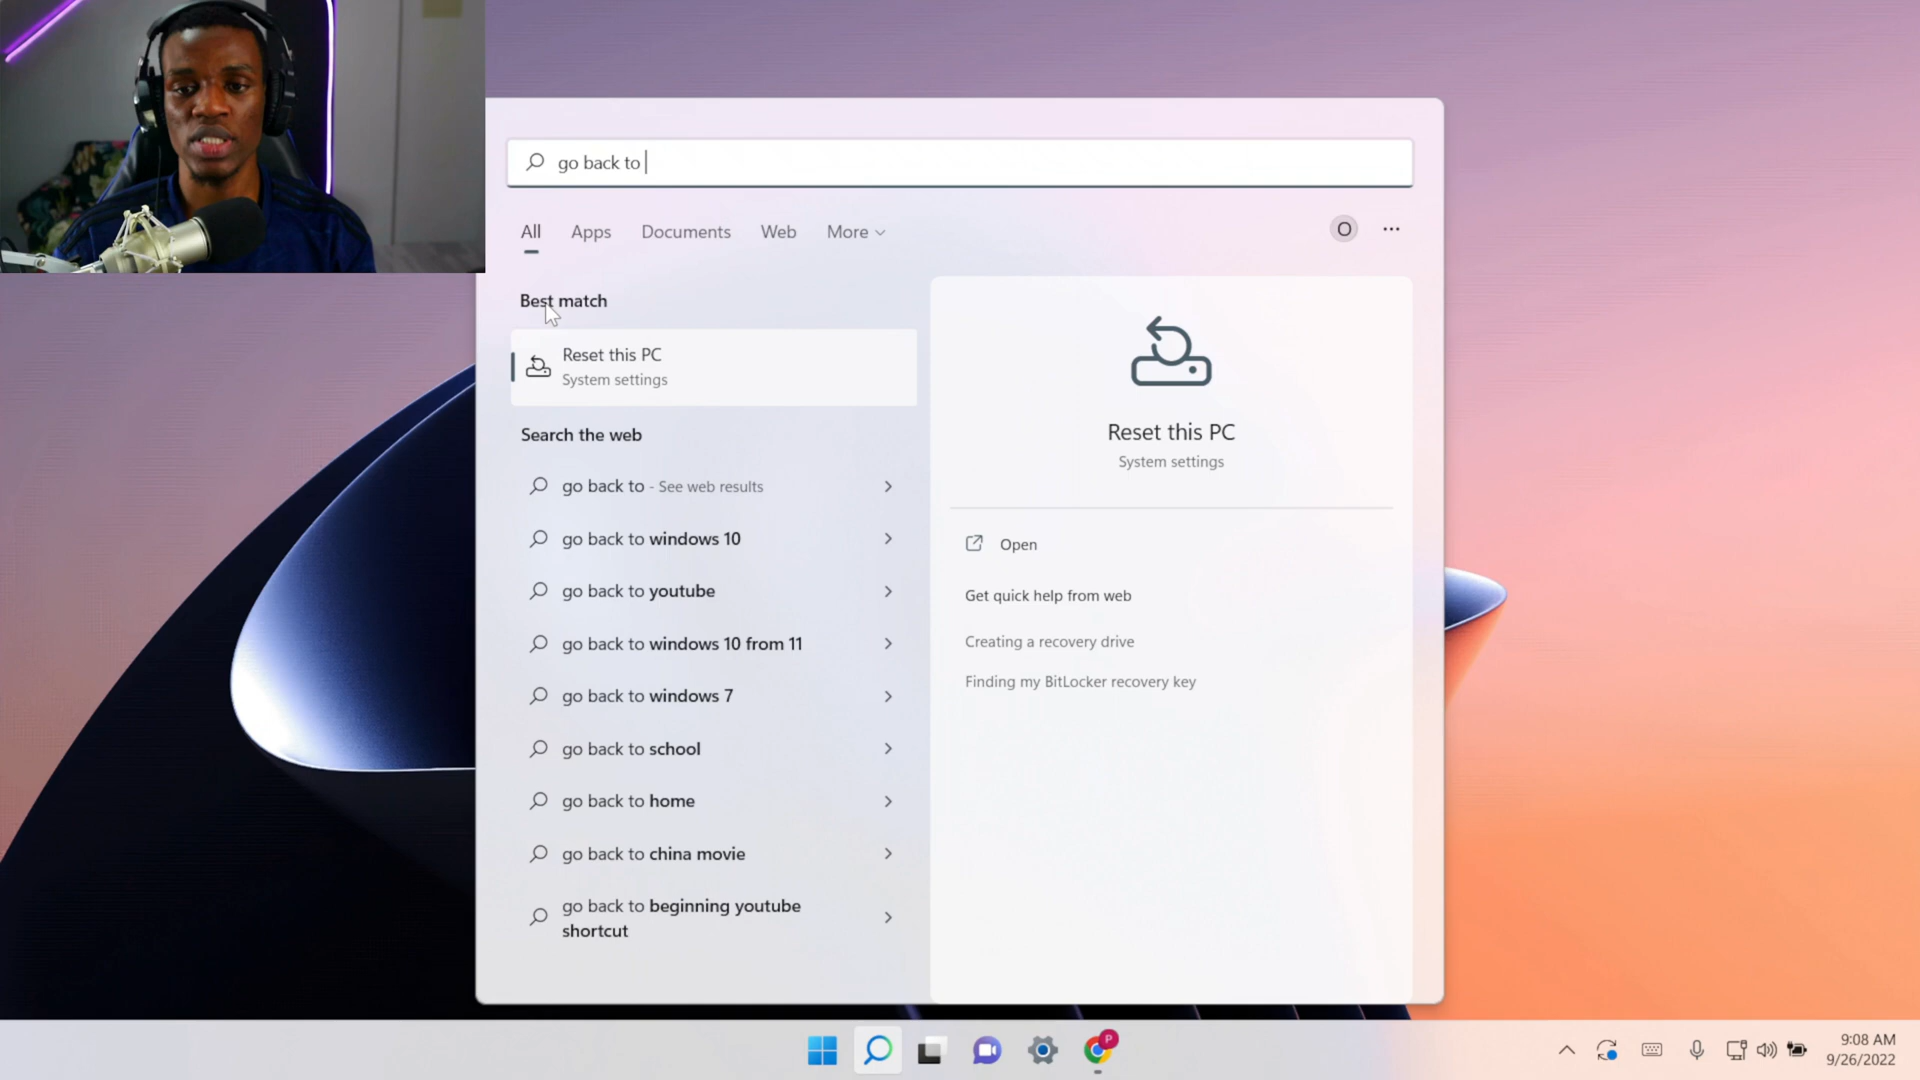 go back to
All Apps Documents Web More O ...
Best match
Reset this PC
System settings
Search the web
go back to - See web results
go back to windows 10
go back to youtube
go back to windows 10 from 11
go back to windows 7
go back to school
go back to home
go back to china movie
go back to beginning youtube
shortcut
Reset this PC
System settings
Open
Get quick help from web
Creating a recovery drive
Finding my BitLocker recovery key
P
9:08 AM
9/26/2022